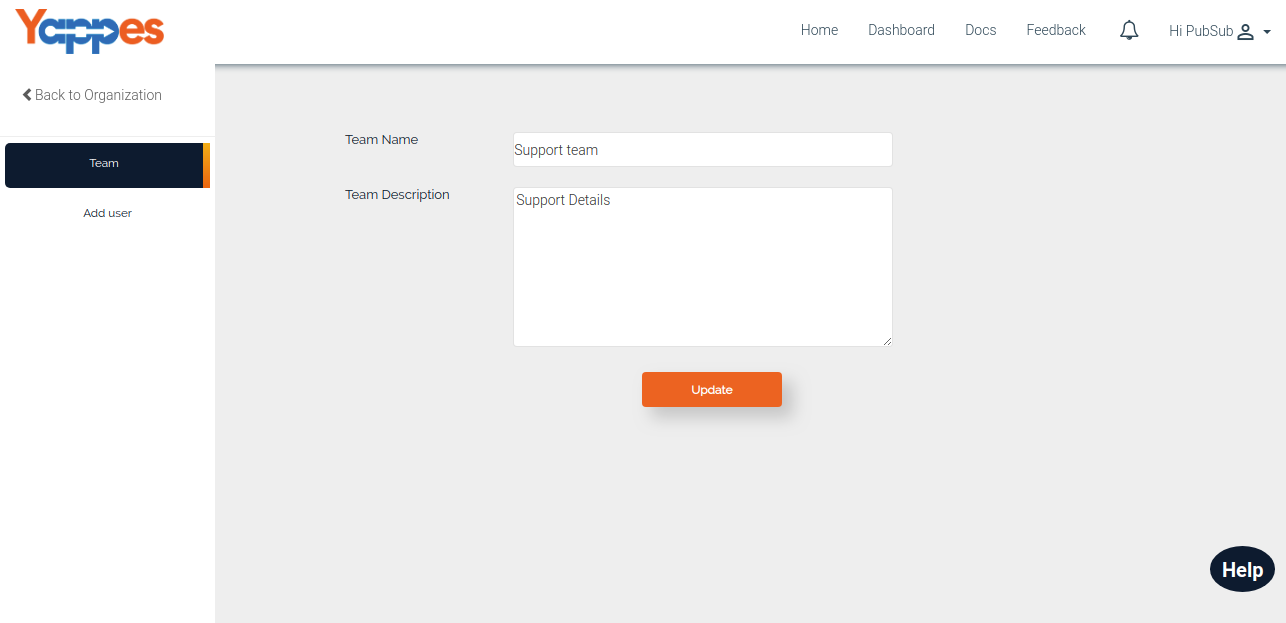 Yappes
Home Dashboard Docs Feedback Hi PubSub
Back to Organization
Team
Add user
Team Name
Support team
Team Description
Support Details
Update
Help